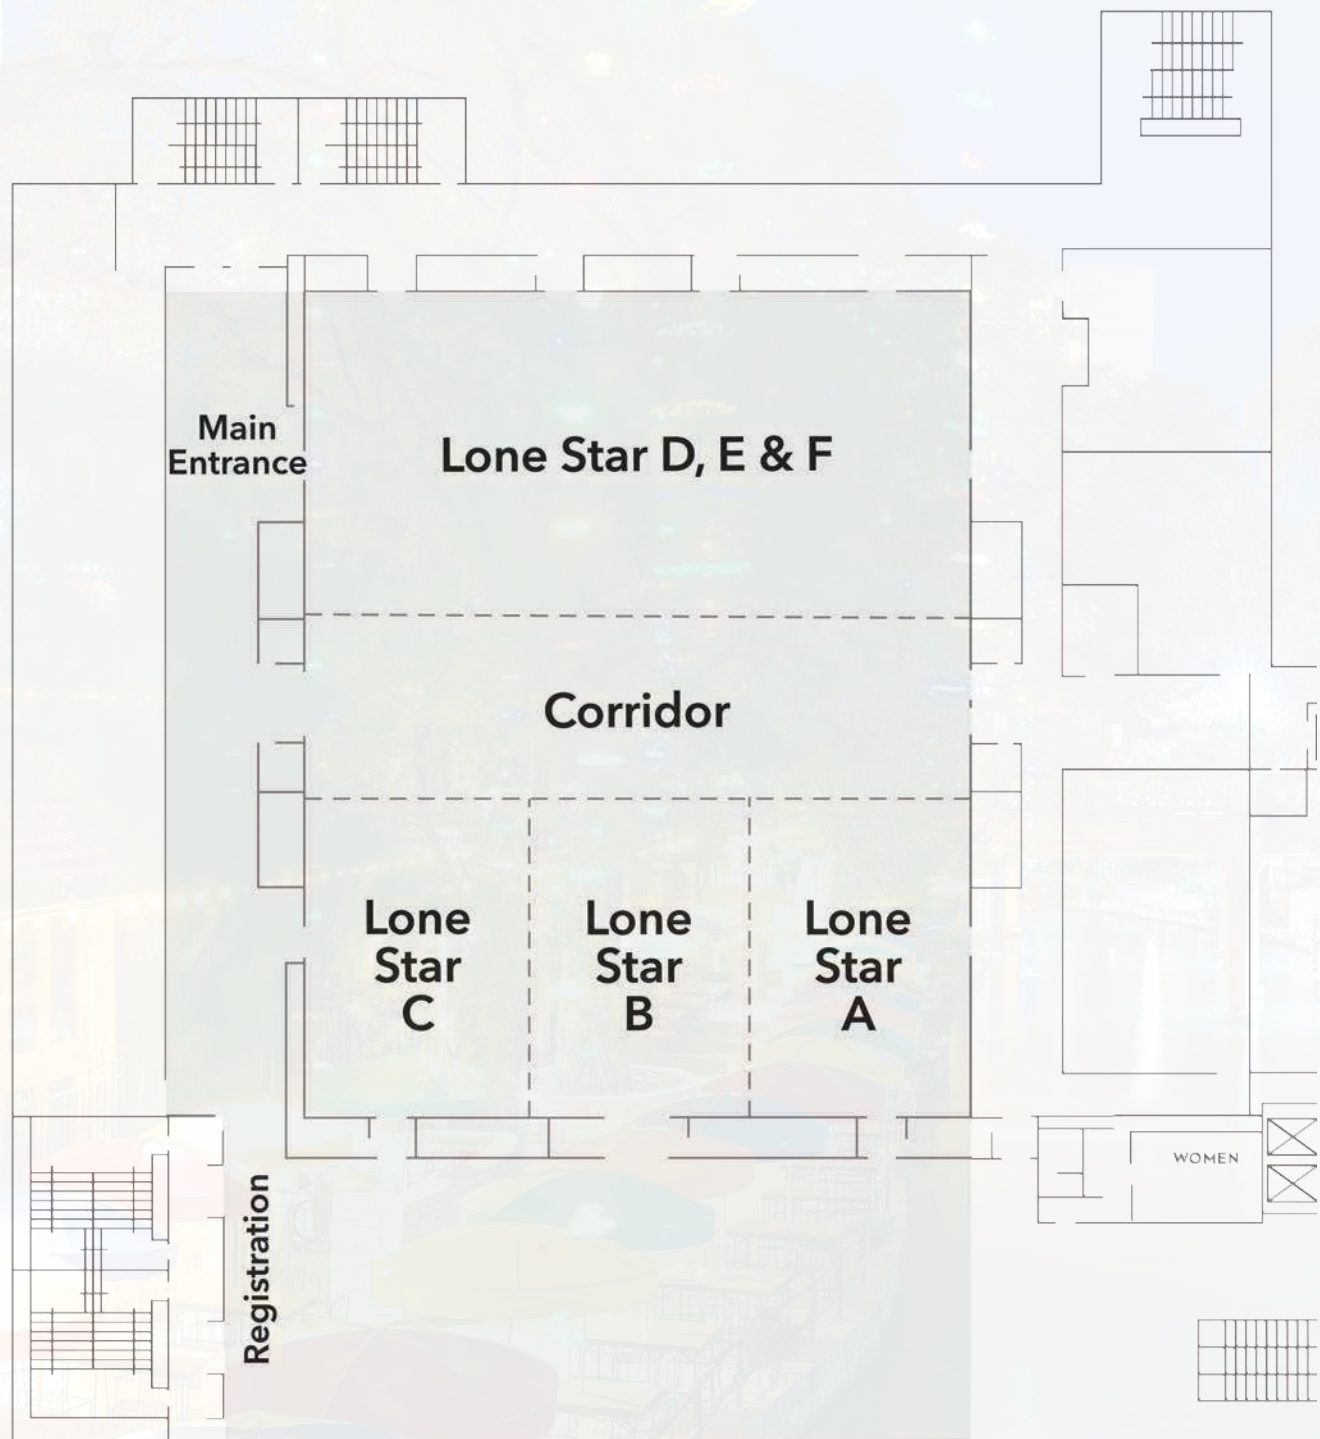 Main
Entrance
Lone Star D, E & F
Corridor
Lone
Star
C
Lone
Star
B
Lone
Star
A
WOMEN
Registration